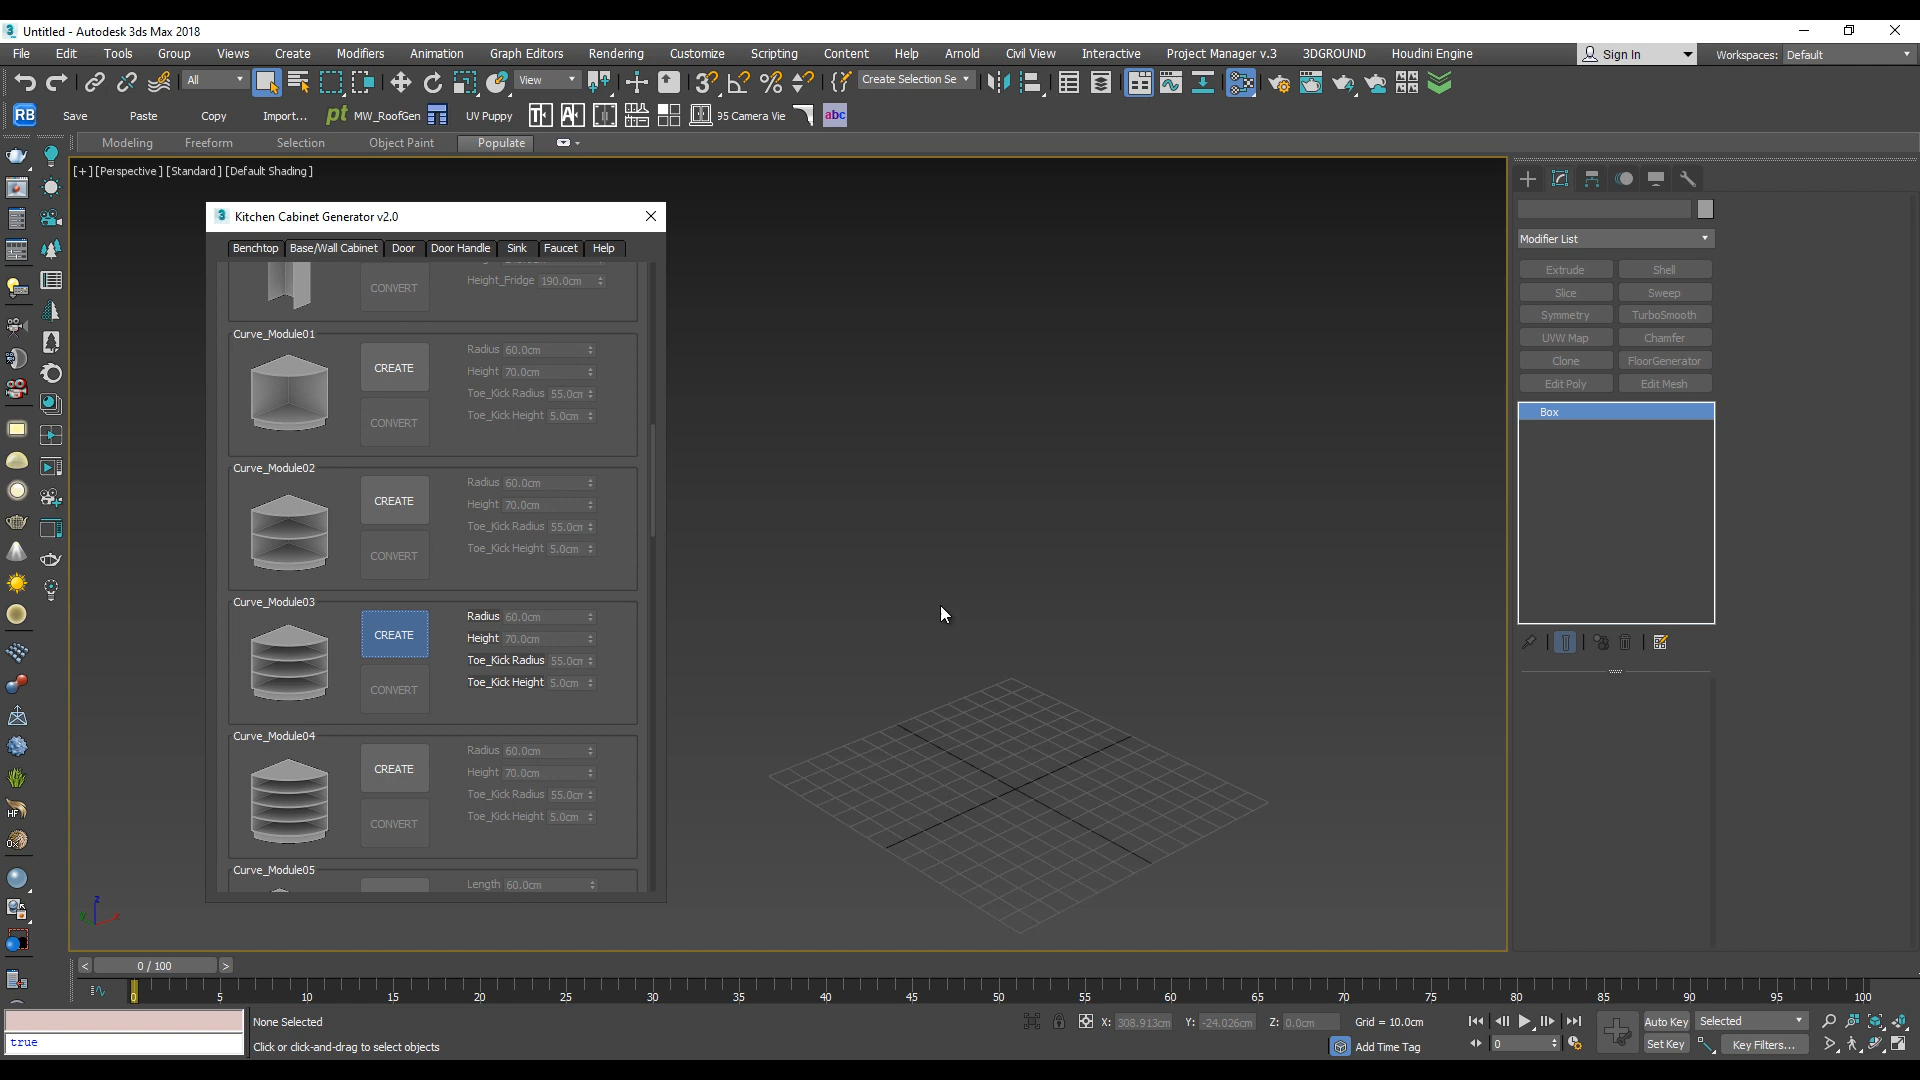 Untitled - Autodesk 3ds Max 2018
File Edit Tools Group Views Create Modifiers Animation Graph Editors Rendering Customize Scripting Content Help Arnold Civil View Interactive Project Manager v.3 3DGROUND Houdini Engine Sign In Workspaces: Default
All View Create Selection Se
RB Save Paste Copy Import... pt MW_RoofGen UV Puppy 95 Camera Vie abc
Modeling Freeform Selection Object Paint Populate
[+] [Perspective] [Standard] [Default Shading]
Kitchen Cabinet Generator v2.0
Benchtop Base/Wall Cabinet Door Door Handle Sink Faucet Help
CONVERT Height_Fridge 190.0cm
Curve_Module01
CREATE
CONVERT
Radius 60.0cm
Height 70.0cm
Toe_Kick Radius 55.0cm
Toe_Kick Height 5.0cm
Curve_Module02
CREATE
CONVERT
Radius 60.0cm
Height 70.0cm
Toe_Kick Radius 55.0cm
Toe_Kick Height 5.0cm
Curve_Module03
CREATE
CONVERT
Radius 60.0cm
Height 70.0cm
Toe_Kick Radius 55.0cm
Toe_Kick Height 5.0cm
Curve_Module04
CREATE
CONVERT
Radius 60.0cm
Height 70.0cm
Toe_Kick Radius 55.0cm
Toe_Kick Height 5.0cm
Curve_Module05
Length 60.0cm
Modifier List
Extrude Shell
Slice Sweep
Symmetry TurboSmooth
UVW Map Chamfer
Clone FloorGenerator
Edit Poly Edit Mesh
Box
z
y x
< 0 / 100 >
0 5 10 15 20 25 30 35 40 45 50 55 60 65 70 75 80 85 90 95 100
true
None Selected
Click or click-and-drag to select objects
X: 308.913cm Y: -24.026cm Z: 0.0cm Grid = 10.0cm
Add Time Tag
0
Auto Key Selected
Set Key Key Filters...